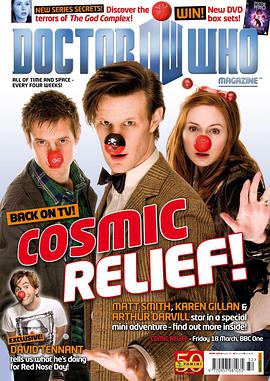 NEW SERIES SECRETS! Discover the
terrors of The God Complex!
WIN! New DVD
box sets!
DOCTOR WHO
MAGAZINE
ALL OF TIME AND SPACE -
EVERY FOUR WEEKS!
BACK ON TV!
COSMIC
RELIEF!
MATT SMITH, KAREN GILLAN &
ARTHUR DARVILL star in a special
mini adventure - find out more inside!
COMIC RELIEF - Friday 18 March, BBC One
EXCLUSIVE!
DAVID TENNANT
tells us what he's doing
for Red Nose Day!
50
PANINI